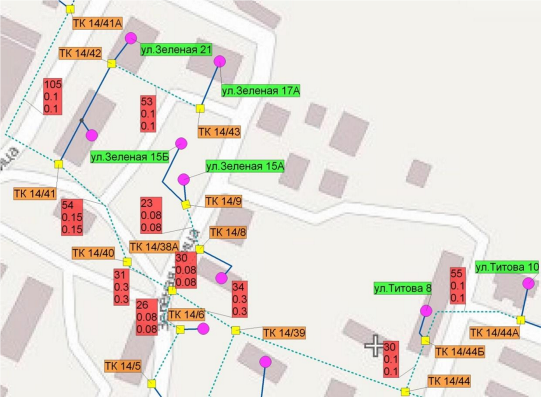 ТК 14/41А
ТК 14/42
ул.Зеленая 21
105
0.1
0.1
53
0.1
0.1
ул.Зеленая 17А
ТК 14/43
ул.Зеленая 15Б
ул.Зеленая 15А
ТК 14/41
54
0.15
0.15
23
0.08
0.08
ТК 14/9
ТК 14/8
ТК 14/38А
ТК 14/40
30
0.08
0.08
31
0.3
0.3
34
0.3
0.3
26
0.08
0.08
ТК 14/6
ТК 14/39
ТК 14/5
ул.Титова 8
55
0.1
0.1
ул.Титова 10
ТК 14/44А
30
0.1
0.1
ТК 14/44Б
ТК 14/44